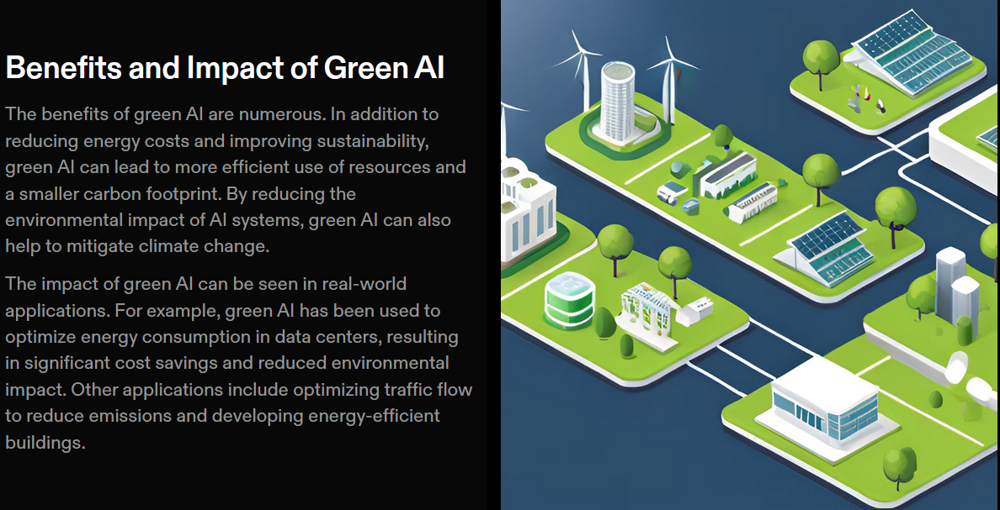 Benefits and Impact of Green AI
The benefits of green AI are numerous. In addition to
reducing energy costs and improving sustainability,
green AI can lead to more efficient use of resources and
a smaller carbon footprint. By reducing the
environmental impct of AI systems, green AI can also
help to mitigate climate change.
The impact of green AI can be seen in real-world
applications. For example, green AI has been used to
optimize energy consumption in data centers, resulting
in significant cost savings and reduced environmental
impact. Other applications include optimizing traffic flow
to reduce emissions and developing energy-efficient
buildings.